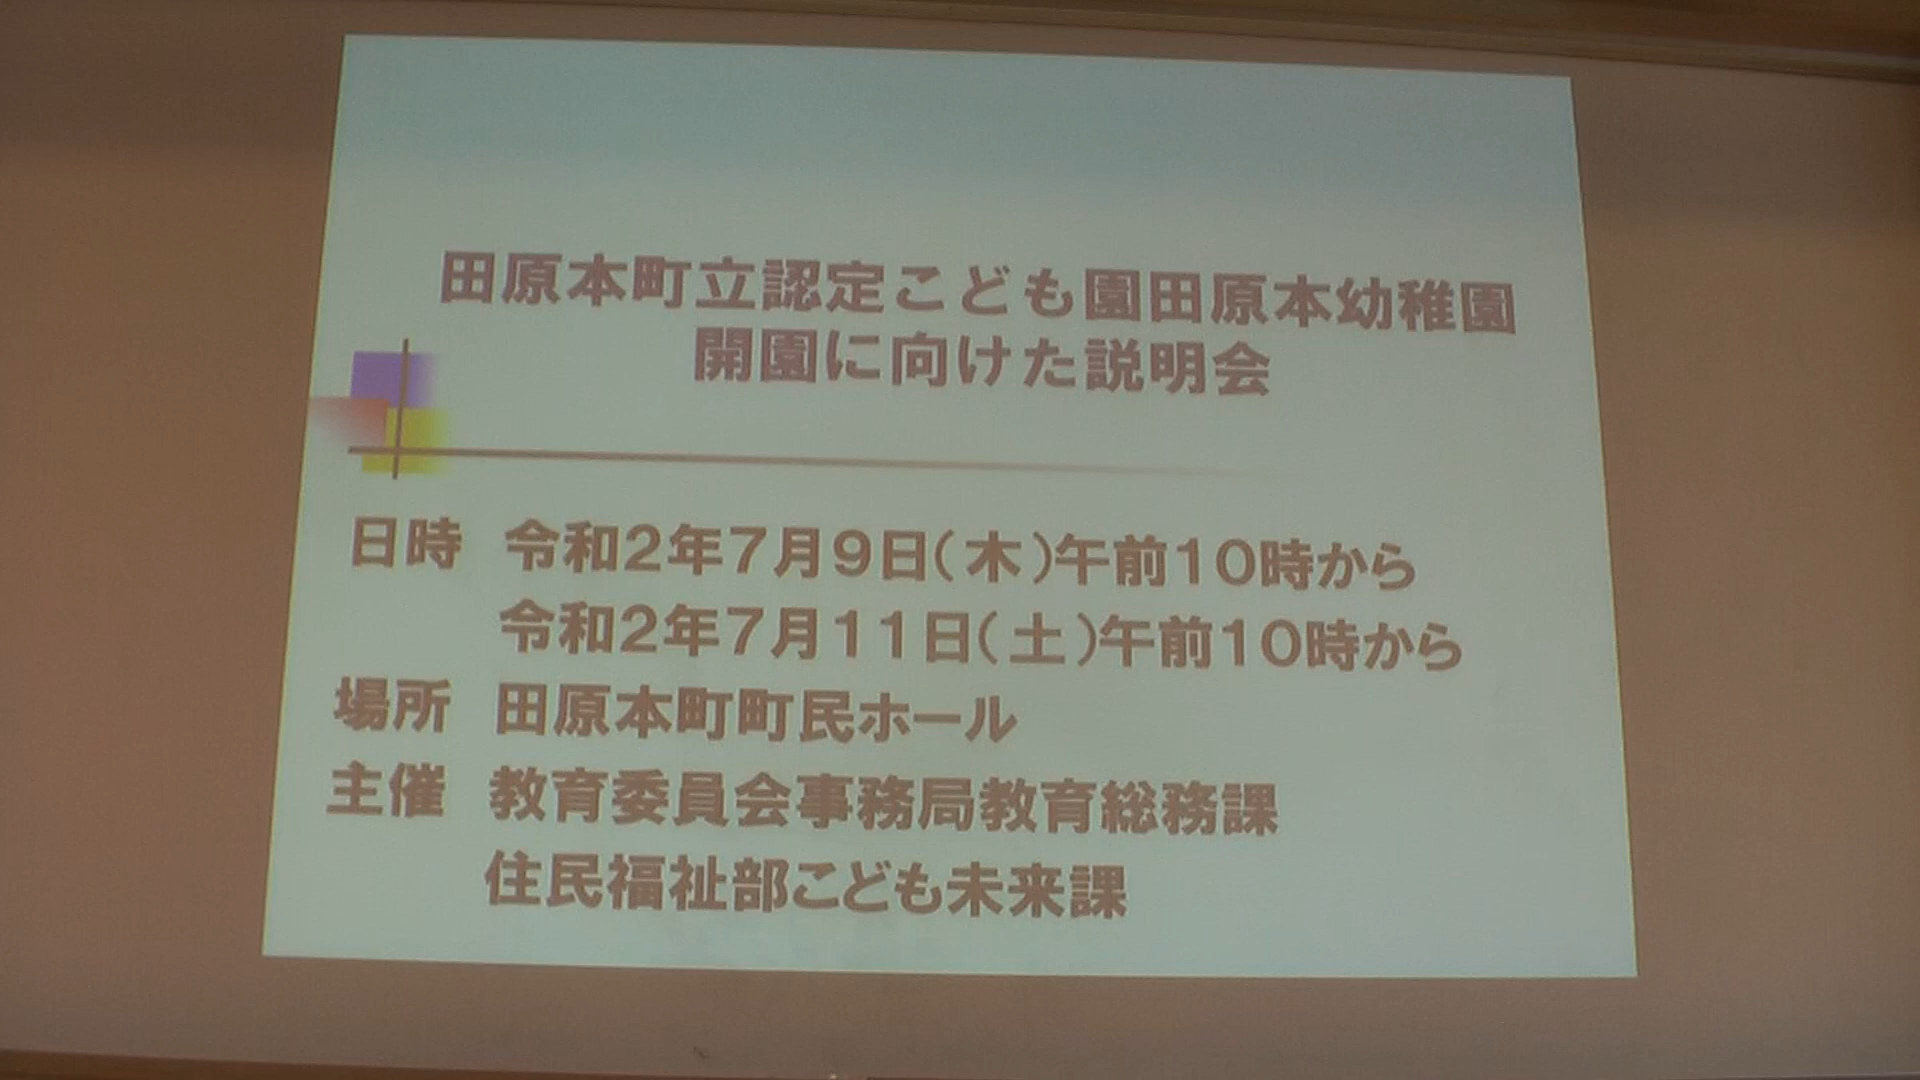 田原本町立認定こども園田原本幼稚園
開園に向けた説明会
日時 令和2年7月9日(木)午前10時から
令和2年7月11日(土)午前10時から
場所 田原本町町民ホール
主催 教育委員会事務局教育総務課
住民福祉部こども未来課